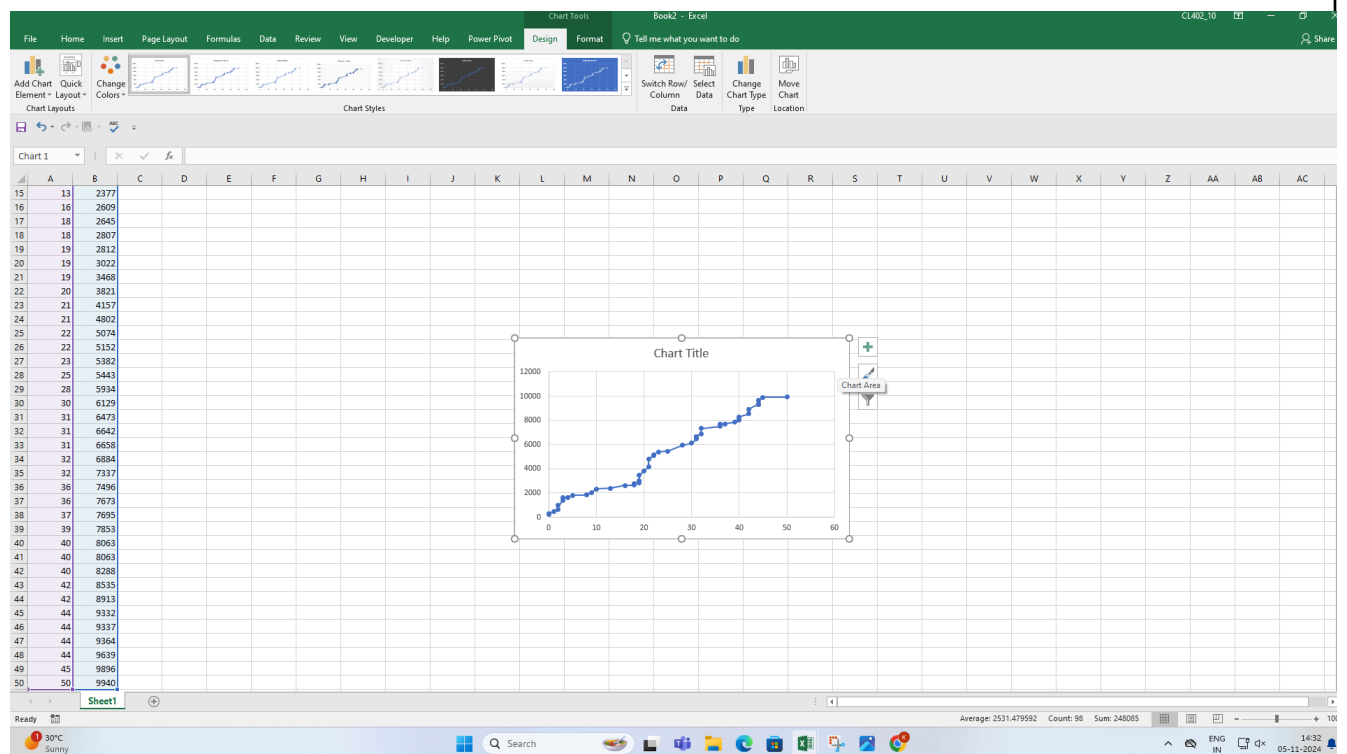 Chart Tools Book2 - Excel CL402_10
File Home Insert Page Layout Formulas Data Review View Developer Help Power Pivot Design Format Tell me what you want to do Share
Add Chart Element Quick Layout Change Colors Switch Row/ Column Select Data Change Chart Type Move Chart
Chart Layouts Chart Styles Data Type Location
ABC
Chart 1 fx
A B C D E F G H I J K L M N O P Q R S T U V W X Y Z AA AB AC
15 13 2377
16 16 2609
17 18 2645
18 18 2807
19 19 2812
20 19 3022
21 19 3468
22 20 3821
23 21 4157
24 21 4802
25 22 5074
26 22 5152
27 23 5382
28 25 5443
29 28 5934
30 30 6129
31 31 6473
32 31 6642
33 31 6658
34 32 6884
35 32 7337
36 36 7496
37 36 7673
38 37 7695
39 39 7853
40 40 8063
41 40 8063
42 40 8288
43 42 8535
44 42 8913
45 44 9332
46 44 9337
47 44 9364
48 44 9639
49 45 9896
50 50 9940
Chart Title
12000
10000
8000
6000
4000
2000
0
0 10 20 30 40 50 60
Chart Area
Sheet1
Ready Average: 2531.479592 Count: 98 Sum: 248085 100
1 30°C
Sunny
Search
ENG
IN
14:32
05-11-2024